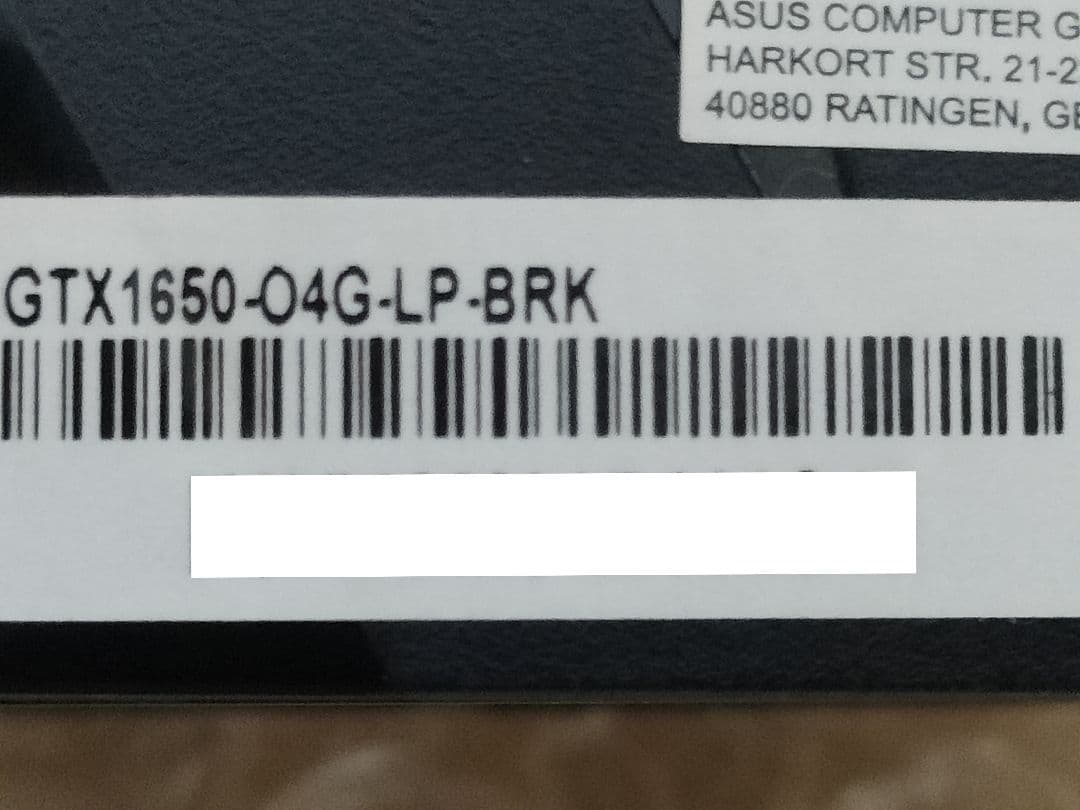 ASUS COMPUTER G
HARKORT STR. 21-2
40880 RATINGEN, GE
GTX1650-O4G-LP-BRK